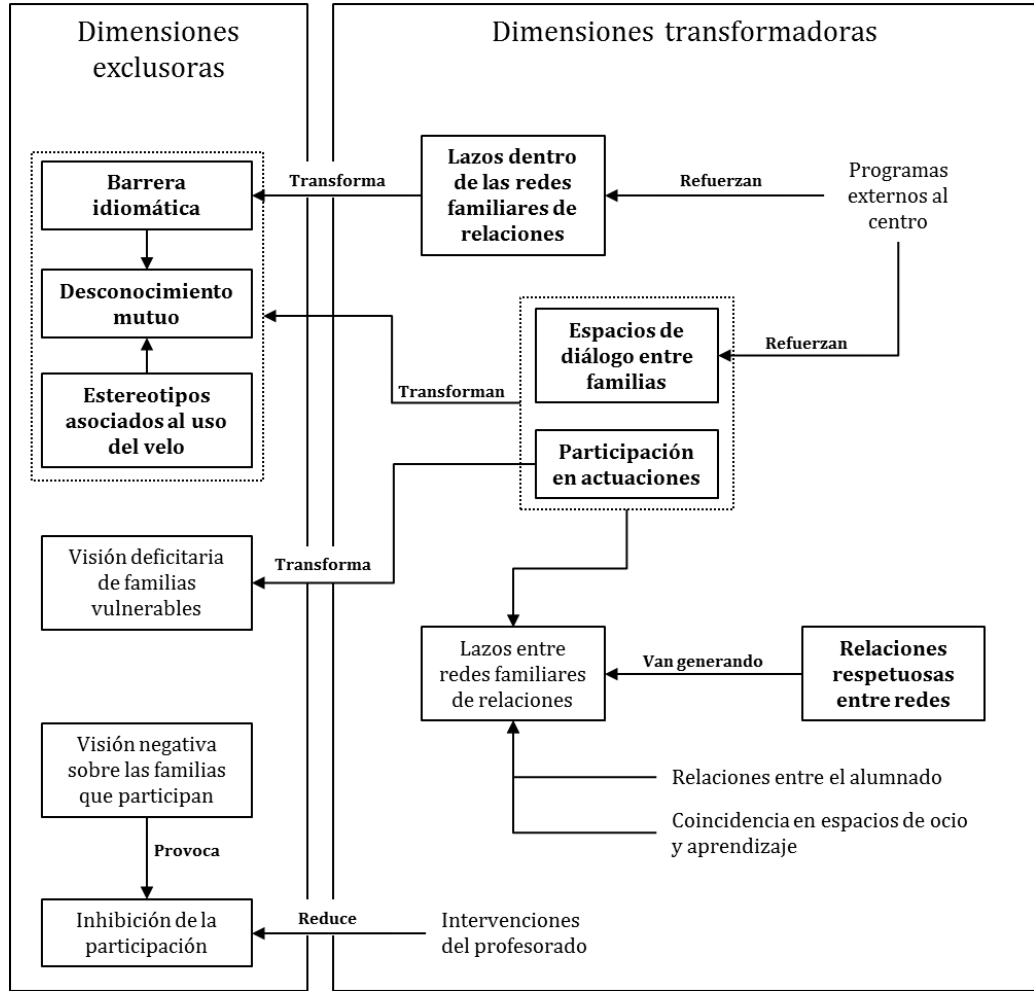 Dimensiones
exclusoras
Barrera
idiomática
Desconocimiento
mutuo
Estereotipos
asociados al uso
del velo
Visión deficitaria
de familias
vulnerables
Visión negativa
sobre las familias
que participan
Provoca
Inhibición de la
participación
Dimensiones transformadoras
Transforma
Lazos dentro
de las redes
familiares de
relaciones
Refuerzan
Programas
externos al
centro
Espacios de
diálogo entre
familias
Refuerzan
Transforman
Participación
en actuaciones
Transforma
Lazos entre
redes familiares
de relaciones
Van generando
Relaciones
respetuosas
entre redes
Relaciones entre el alumnado
Coincidencia en espacios de ocio
y aprendizaje
Reduce
Intervenciones
del profesorado